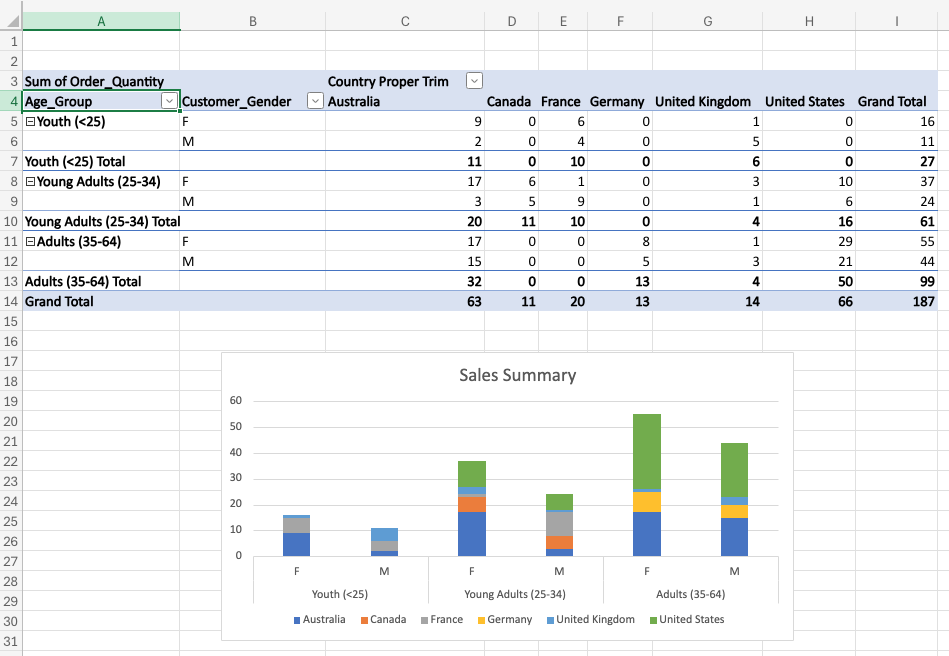 A B C D E F G H I
1
2
3 Sum of Order_Quantity Country Proper Trim
4 Age_Group Customer_Gender Australia Canada France Germany United Kingdom United States Grand Total
5 Youth (<25) F 9 0 6 0 1 0 16
6 M 2 0 4 0 5 0 11
7 Youth (<25) Total 11 0 10 0 6 0 27
8 Young Adults (25-34) F 17 6 1 0 3 10 37
9 M 3 5 9 0 1 6 24
10 Young Adults (25-34) Total 20 11 10 0 4 16 61
11 Adults (35-64) F 17 0 0 8 1 29 55
12 M 15 0 0 5 3 21 44
13 Adults (35-64) Total 32 0 0 13 4 50 99
14 Grand Total 63 11 20 13 14 66 187
15
16
17
18 Sales Summary
19 60
20 50
21 40
22
23 30
24 20
25 10
26 0
27 F M F M F M
28 Youth (<25) Young Adults (25-34) Adults (35-64)
29
30 Australia Canada France Germany United Kingdom United States
31